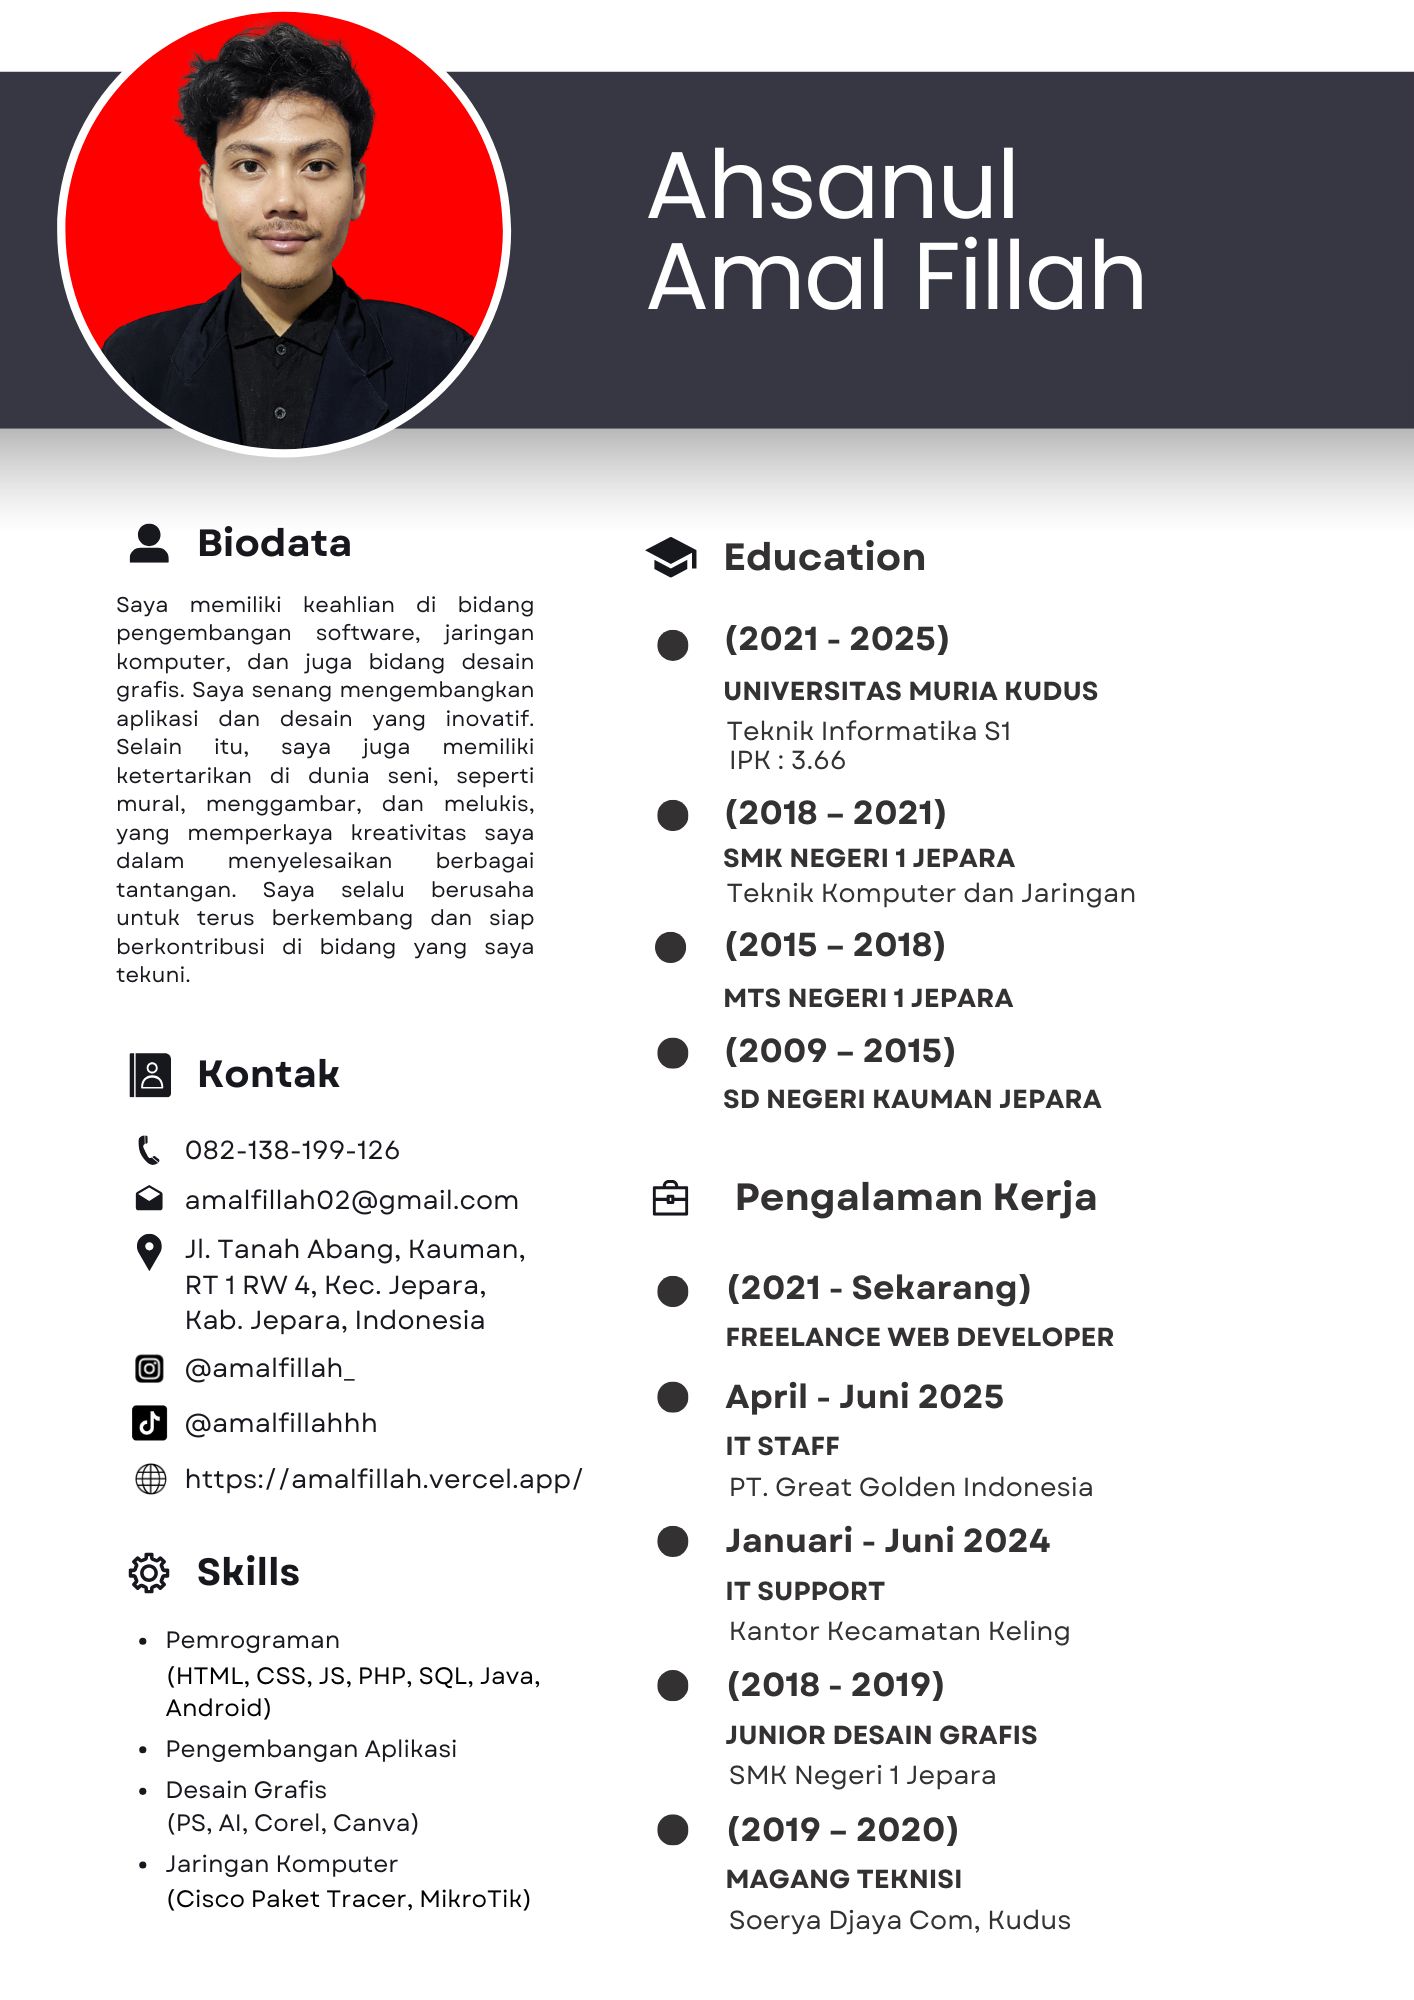 Ahsanul
Amal Fillah
Biodata
Saya memiliki keahlian di bidang
pengembangan software, jaringan
komputer, dan juga bidang desain
grafis. Saya senang mengembangkan
aplikasi dan desain yang inovatif.
Selain itu, saya juga memiliki
ketertarikan di dunia seni, seperti
mural, menggambar, dan melukis,
yang memperkaya kreativitas saya
dalam menyelesaikan berbagai
tantangan. Saya selalu berusaha
untuk terus berkembang dan siap
berkontribusi di bidang yang saya
tekuni.
Kontak
082-138-199-126
amalfillah02@gmail.com
Jl. Tanah Abang, Kauman,
RT 1 RW 4, Kec. Jepara,
Kab. Jepara, Indonesia
@amalfillah_
@amalfillahhh
https://amalfillah.vercel.app/
Skills
• Pemrograman
(HTML, CSS, JS, PHP, SQL, Java,
Android)
• Pengembangan Aplikasi
• Desain Grafis
(PS, AI, Corel, Canva)
• Jaringan Komputer
(Cisco Paket Tracer, MikroTik)
Education
(2021 - 2025)
UNIVERSITAS MURIA KUDUS
Teknik Informatika S1
IPK : 3.66
(2018 – 2021)
SMK NEGERI 1 JEPARA
Teknik Komputer dan Jaringan
(2015 – 2018)
MTS NEGERI 1 JEPARA
(2009 – 2015)
SD NEGERI KAUMAN JEPARA
Pengalaman Kerja
(2021 - Sekarang)
FREELANCE WEB DEVELOPER
April - Juni 2025
IT STAFF
PT. Great Golden Indonesia
Januari - Juni 2024
IT SUPPORT
Kantor Kecamatan Keling
(2018 - 2019)
JUNIOR DESAIN GRAFIS
SMK Negeri 1 Jepara
(2019 – 2020)
MAGANG TEKNISI
Soerya Djaya Com, Kudus